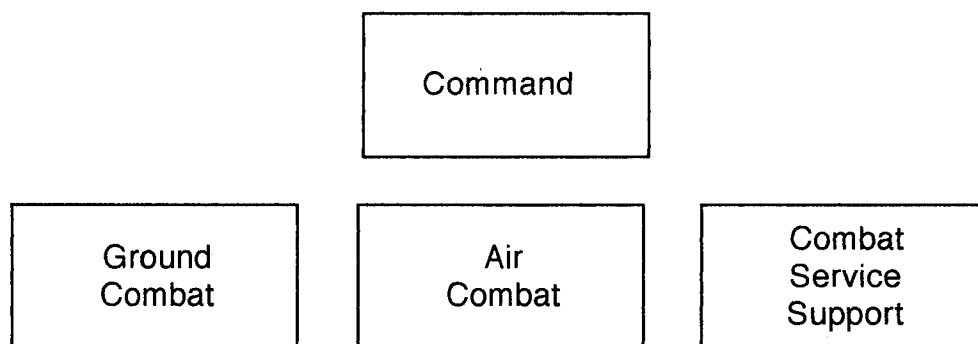 Command
Ground
Combat
Air
Combat
Combat
Service
Support